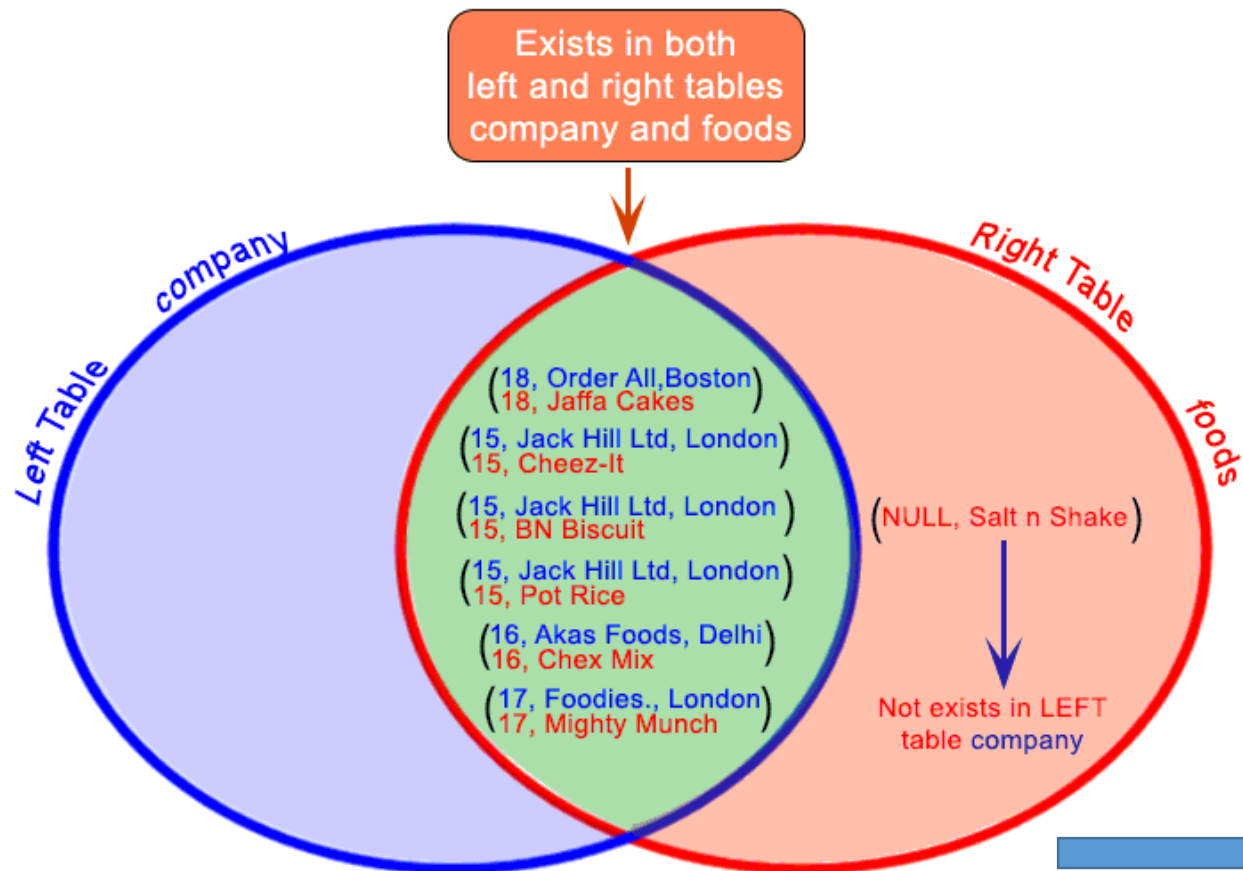 Exists in both
left and right tables
company and foods
Left Table company
Right Table foods
(18, Order All,Boston)
(18, Jaffa Cakes)
(15, Jack Hill Ltd, London)
(15, Cheez-It)
(15, Jack Hill Ltd, London)
(15, BN Biscuit)
(15, Jack Hill Ltd, London)
(15, Pot Rice)
(16, Akas Foods, Delhi)
(16, Chex Mix)
(17, Foodies., London)
(17, Mighty Munch)
(NULL, Salt n Shake)
Not exists in LEFT
table company